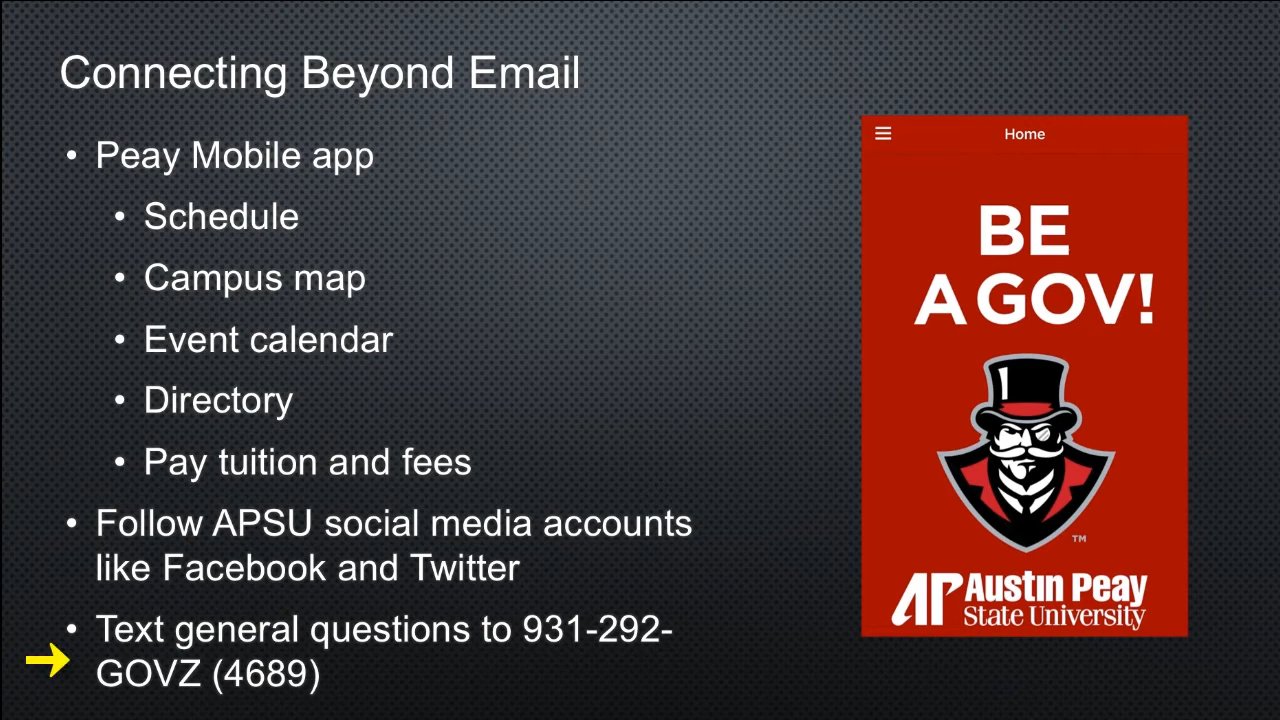 Connecting Beyond Email
• Peay Mobile app
• Schedule
• Campus map
• Event calendar
• Directory
• Pay tuition and fees
• Follow APSU social media accounts
like Facebook and Twitter
• Text general questions to 931-292-
GOVZ (4689)
Home
BE
A GOV!
TM
AP Austin Peay
State University